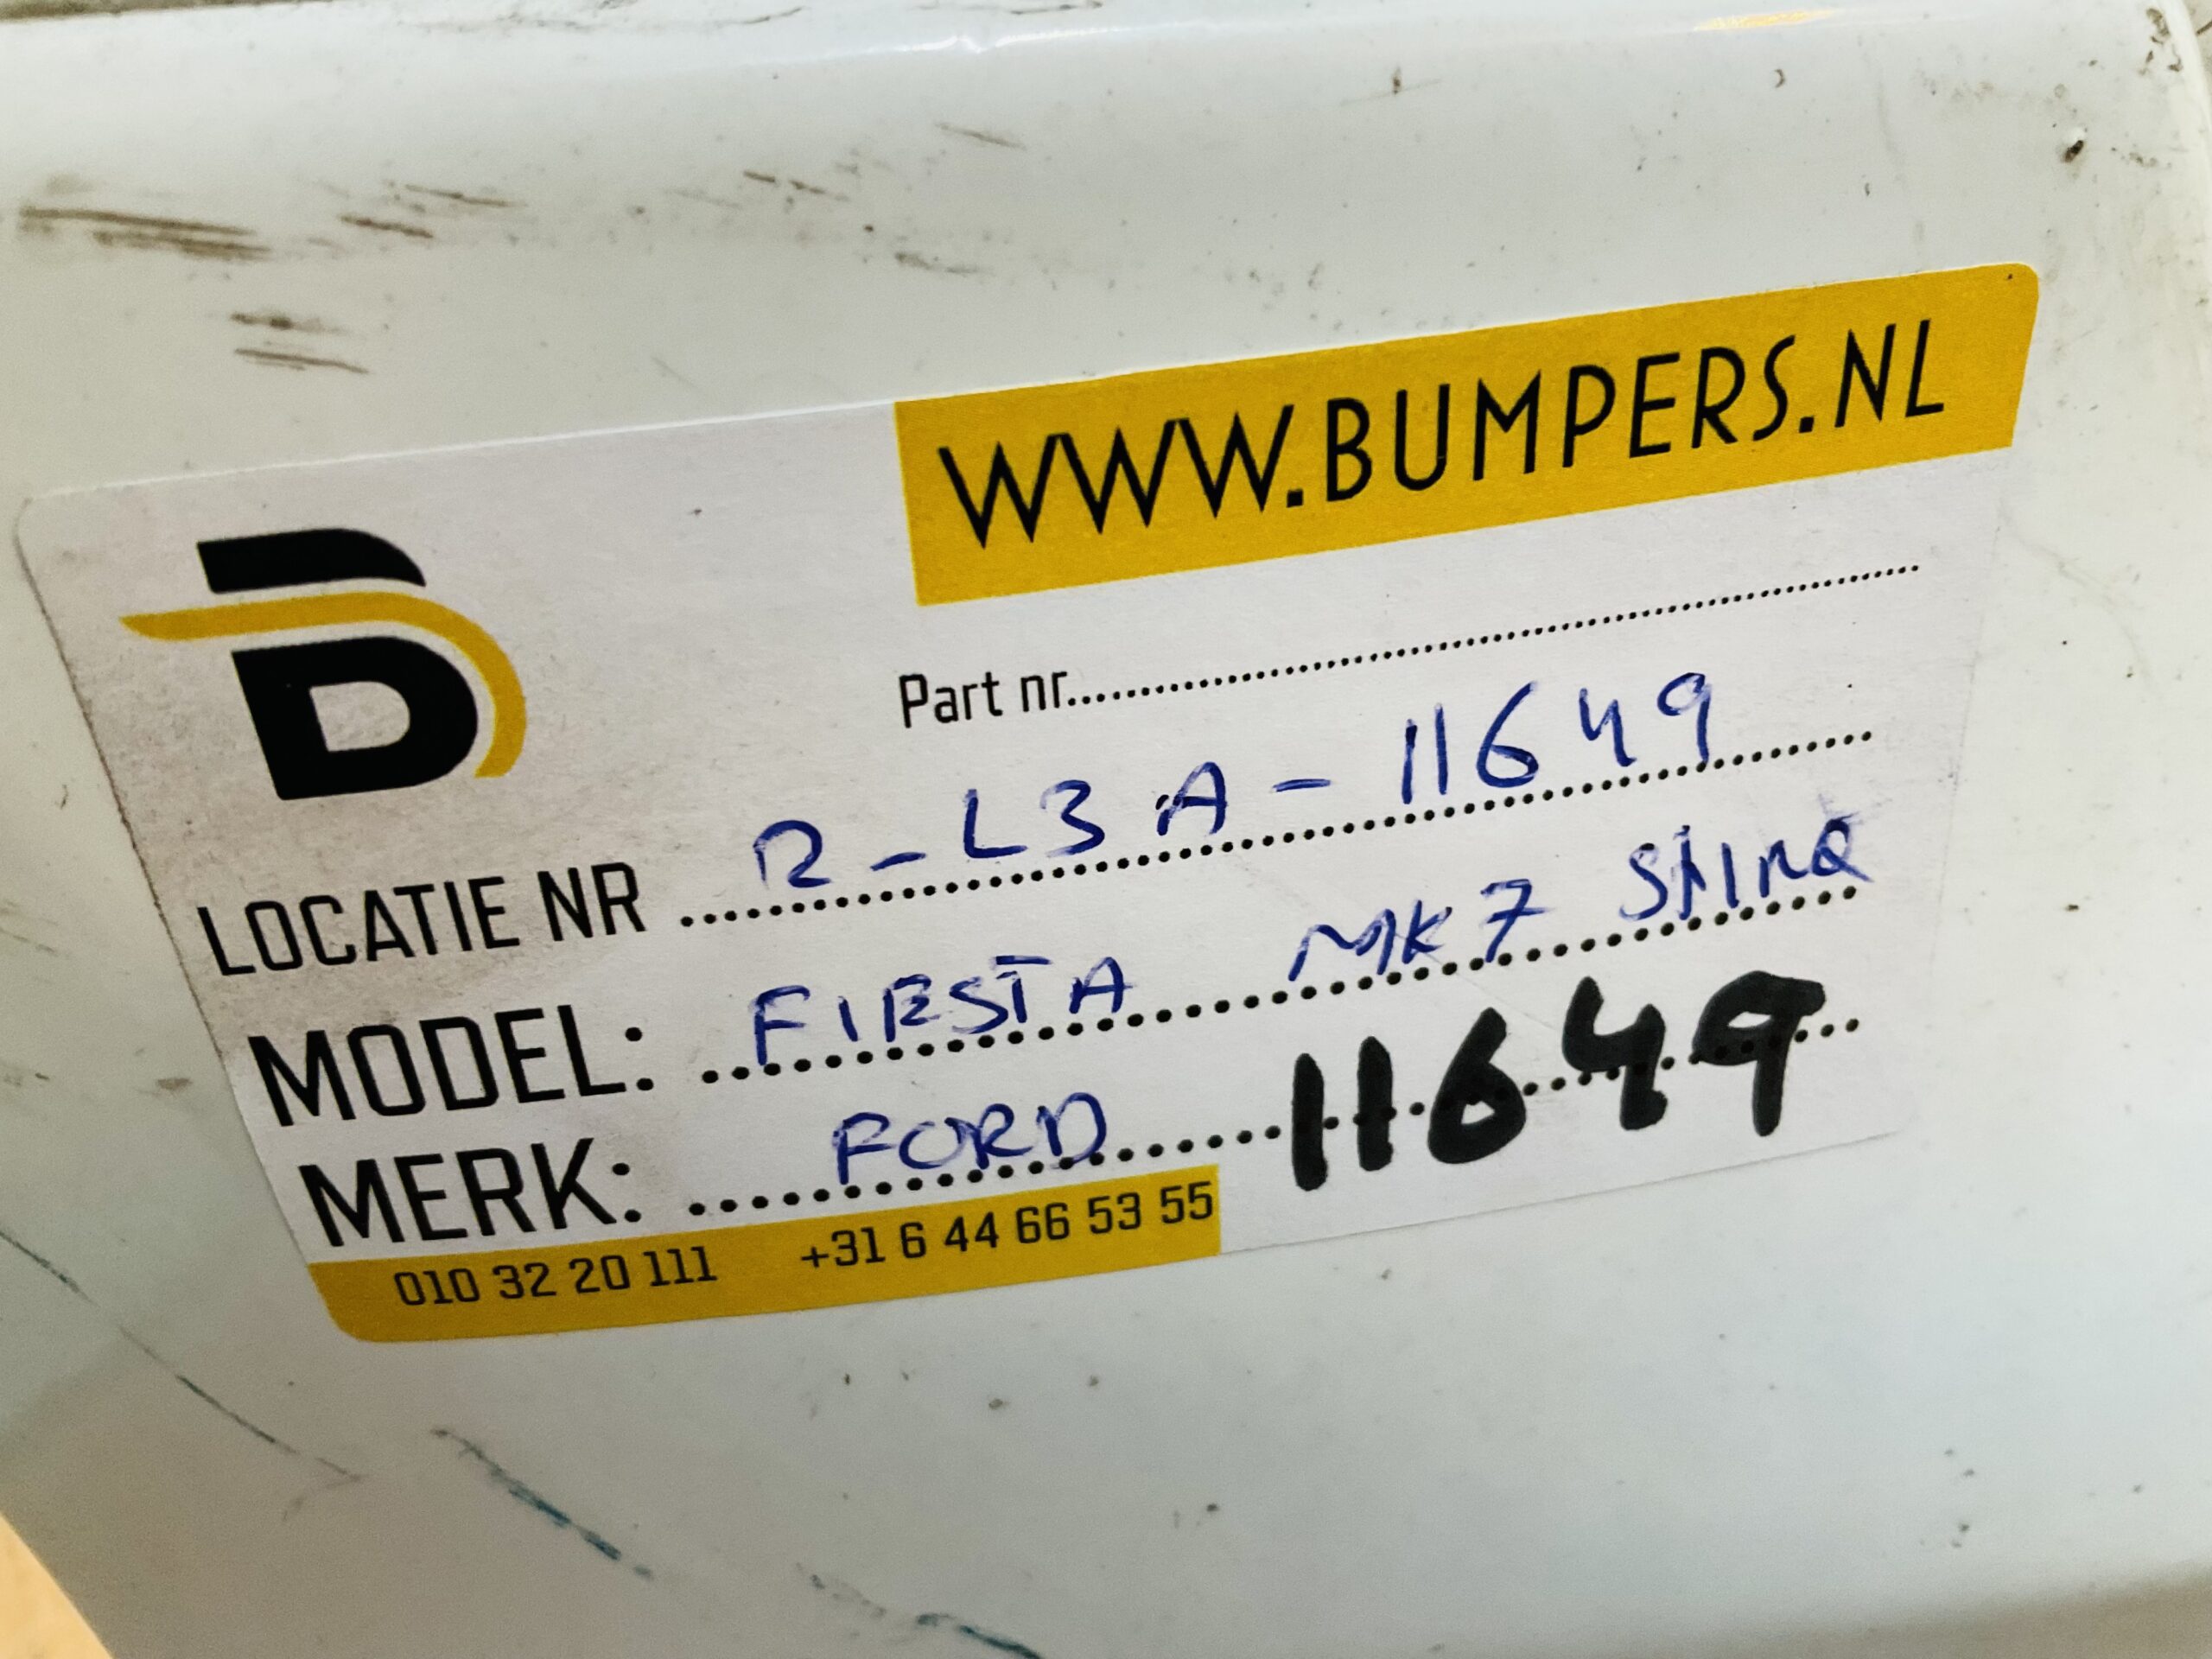 WWW.BUMPERS.NL
Part nr.
LOCATIE NR R-L3A-11649
MODEL: FIESTA MK7
MERK: FORD 11649
010 32 20 111 +31 6 44 66 53 55